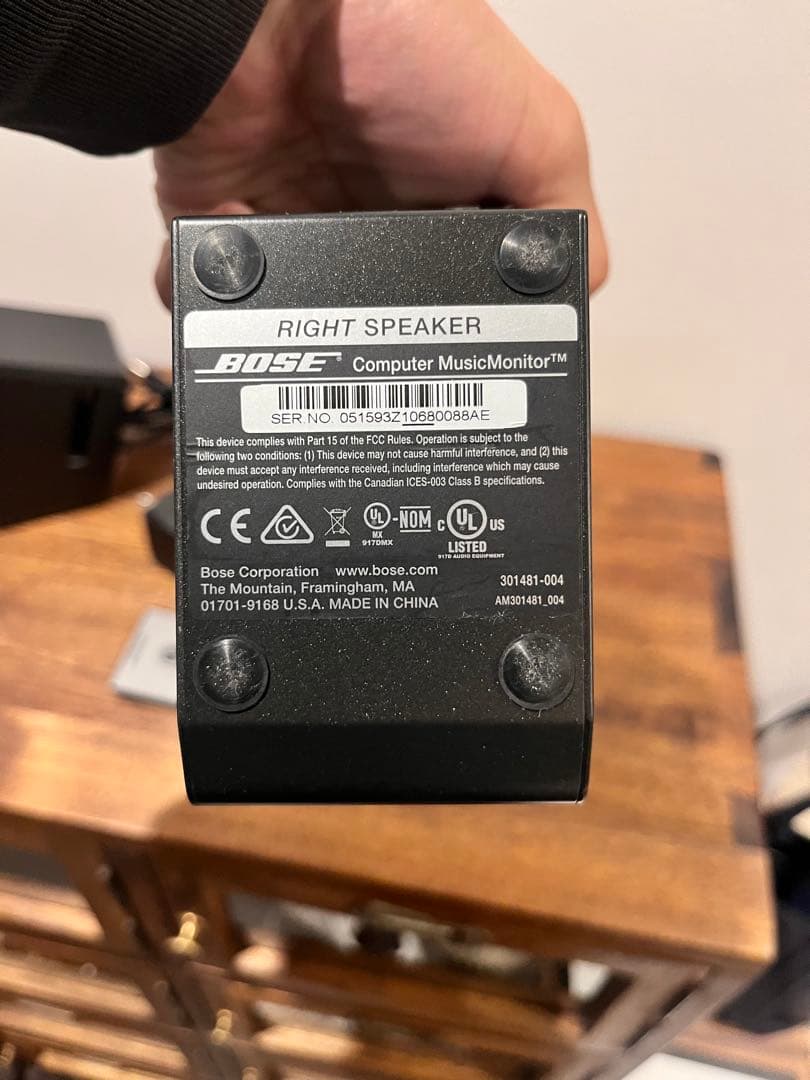 RIGHT SPEAKER
BOSE® Computer MusicMonitor™
SER.NO. 051593Z10680088AE
This device complies with Part 15 of the FCC Rules. Operation is subject to the
following two conditions: (1) This device may not cause harmful interference, and (2) this
device must accept any interference received, including interference which may cause
undesired operation. Complies with the Canadian ICES-003 Class B specifications.
CE UL-NOM C UL US
MX
917DMX
LISTED
917D AUDIO EQUIPMENT
Bose Corporation www.bose.com
The Mountain, Framingham, MA
01701-9168 U.S.A. MADE IN CHINA
301481-004
AM301481_004